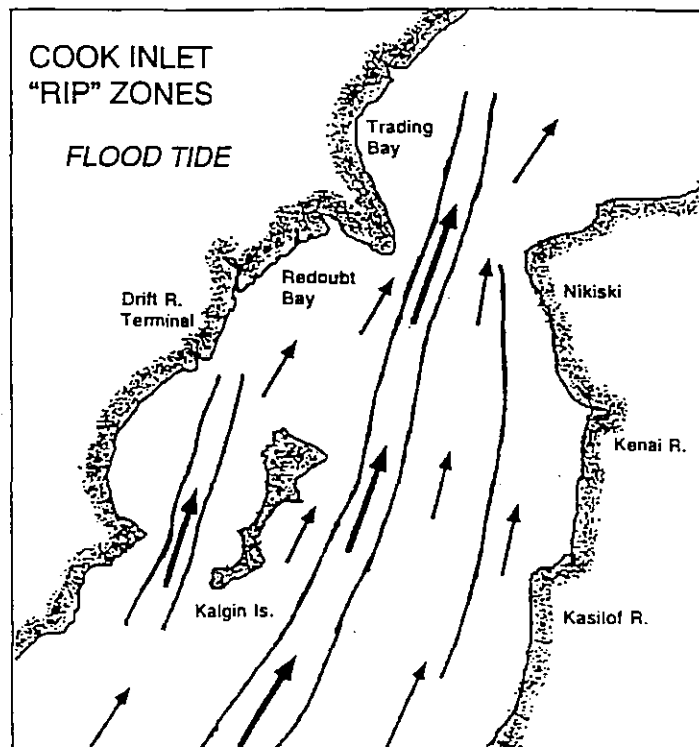 COOK INLET
"RIP" ZONES
FLOOD TIDE
Trading
Bay
Redoubt
Bay
Drift R.
Terminal
Nikiski
Kenai R.
Kalgin Is.
Kasilof R.